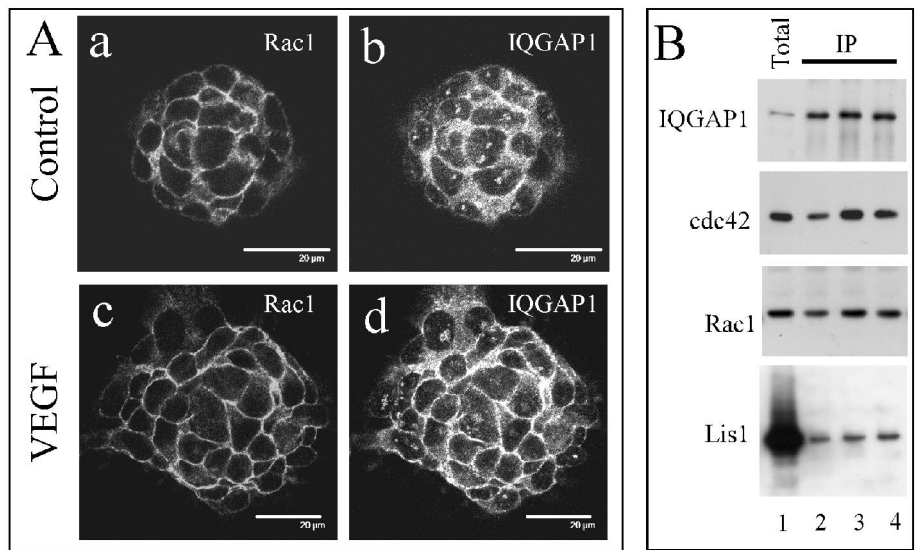 A
Control
VEGF
a
Rac1
20 µm
b
IQGAP1
20 µm
c
Rac1
20 µm
d
IQGAP1
20 µm
B
Total
IP
IQGAP1
cdc42
Rac1
Lis1
1 2 3 4